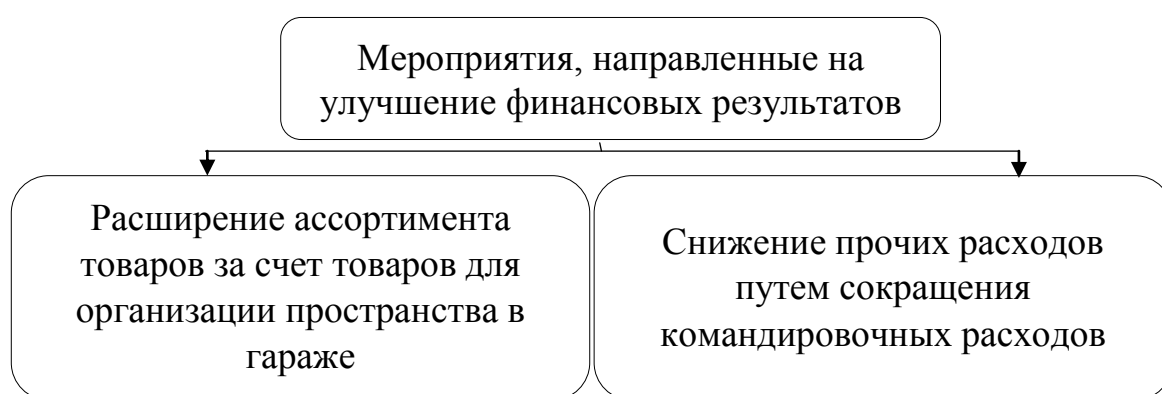 Мероприятия, направленные на
улучшение финансовых результатов
Расширение ассортимента
товаров за счет товаров для
организации пространства в
гараже
Снижение прочих расходов
путем сокращения
командировочных расходов